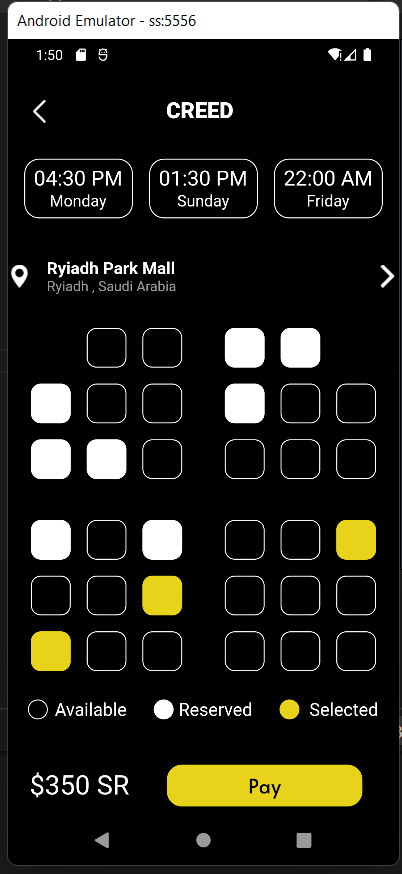 Android Emulator - ss:5556
1:50
CREED
04:30 PM 01:30 PM 22:00 AM
Monday Sunday Friday
Ryiadh Park Mall
Ryiadh , Saudi Arabia
Available Reserved Selected
$350 SR Pay